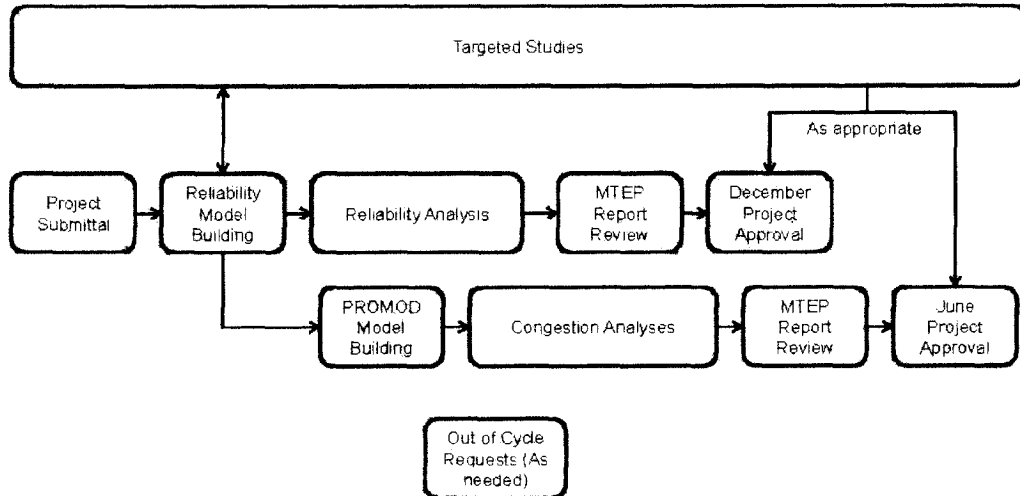 Targeted Studies
As appropriate
Project
Submittal
Reliability
Model
Building
Reliability Analysis
MTEP
Report
Review
December
Project
Approval
PROMOD
Model
Building
Congestion Analyses
MTEP
Report
Review
June
Project
Approval
Out of Cycle
Requests (As
needed)